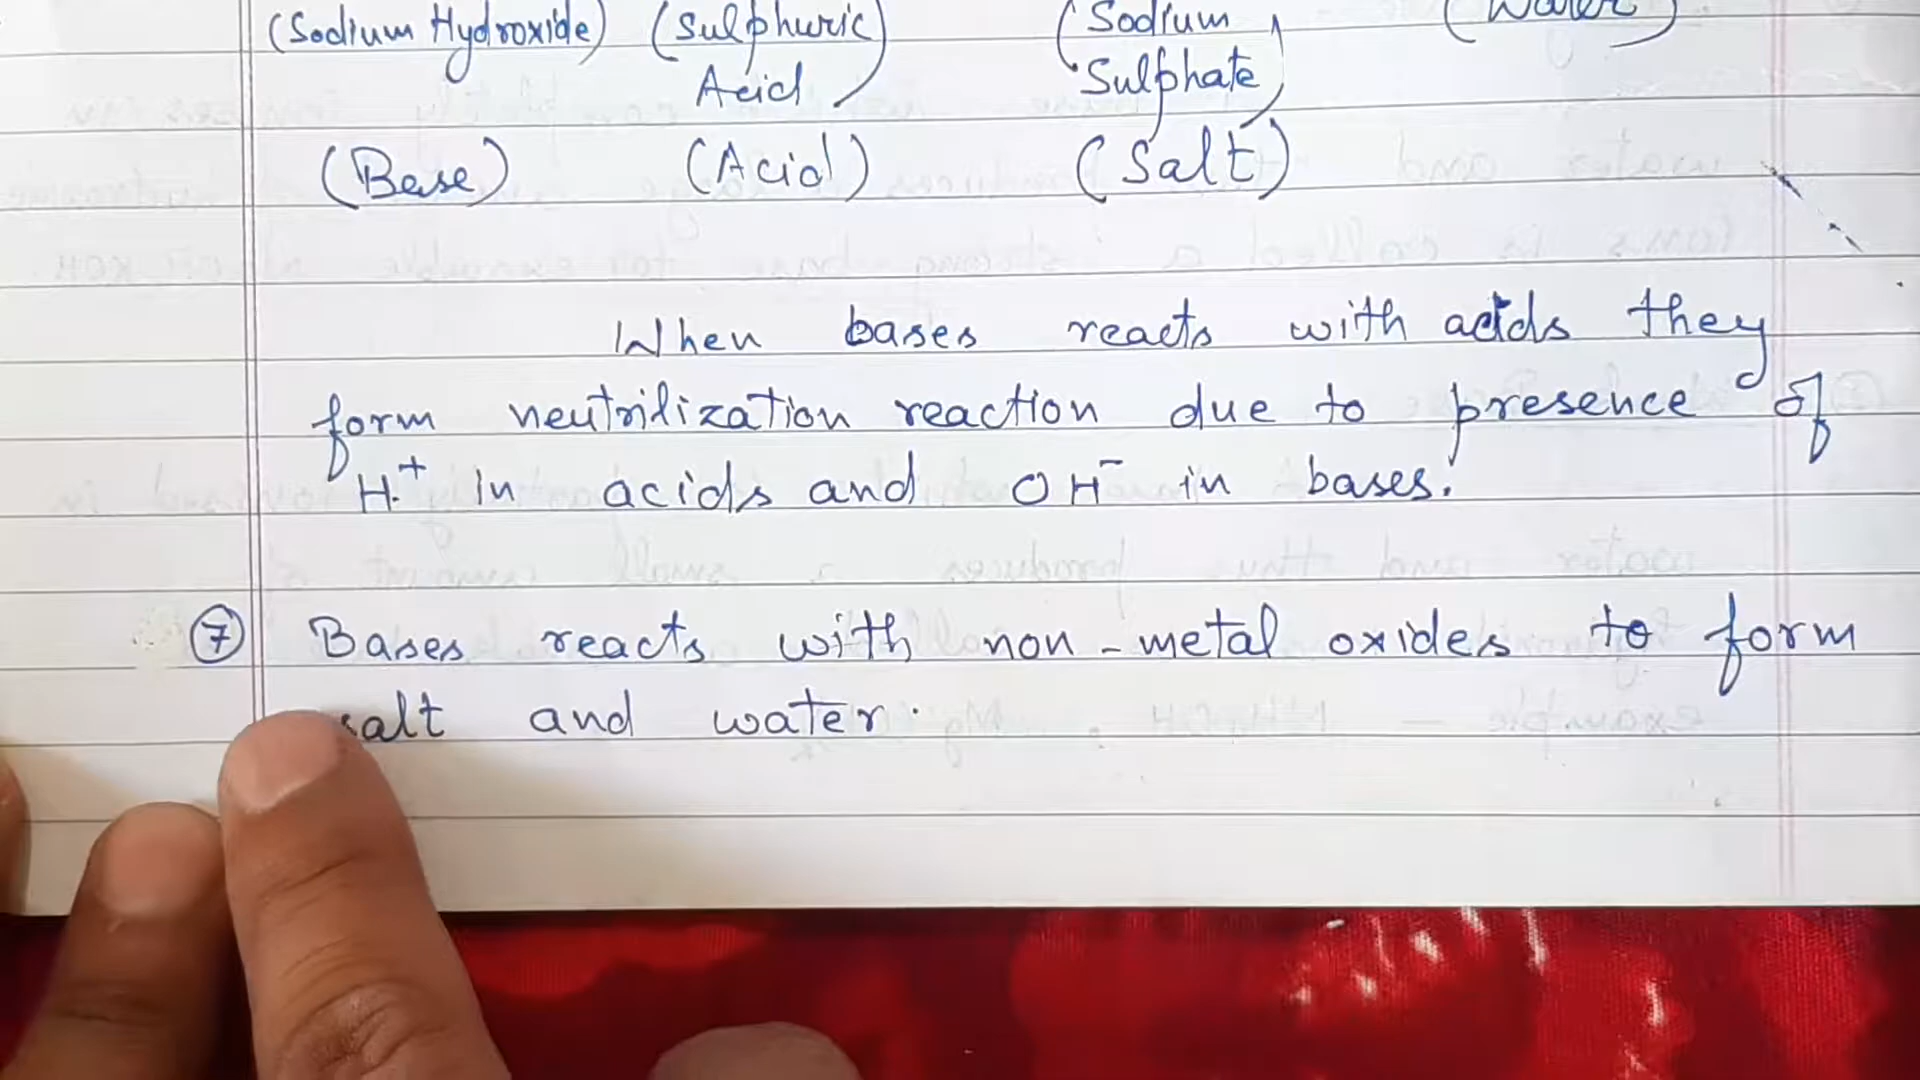 (Sodium Hydroxide) (Sulphuric Acid) (Sodium Sulphate) (Water)
(Base) (Acid) (Salt)
When bases reacts with acids they
form neutrilization reaction due to presence of
H+ in acids and OH- in bases.
7 Bases reacts with non-metal oxides to form
salt and water.